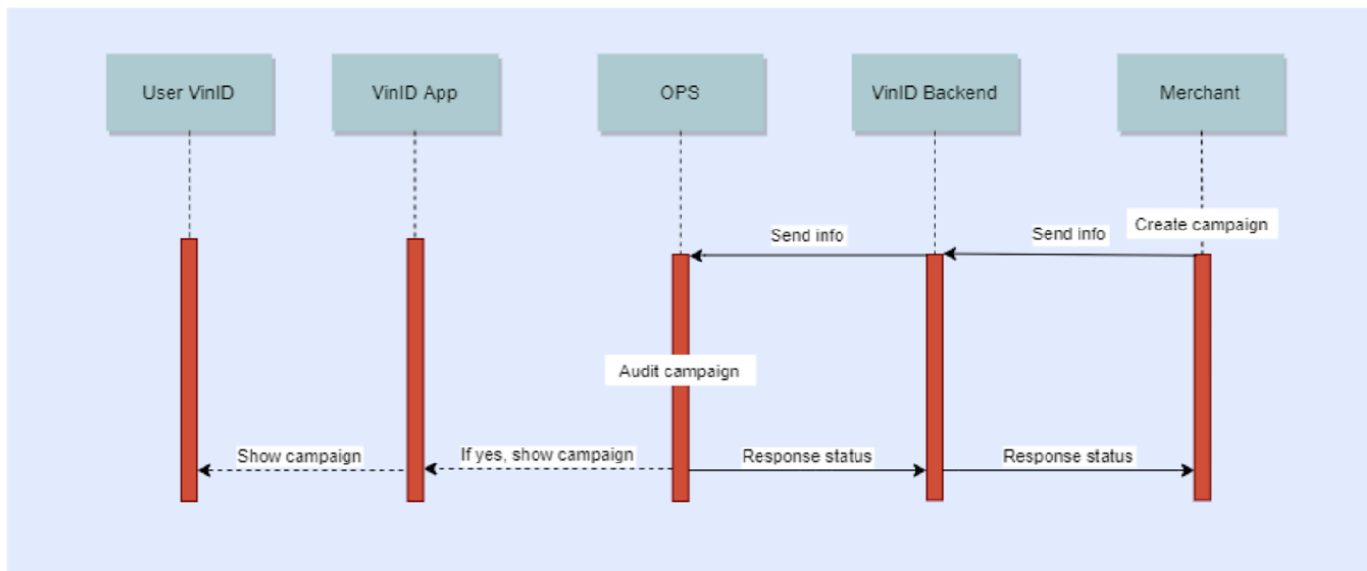 User VinID
VinID App
OPS
VinID Backend
Merchant
Create campaign
Send info
Send info
Audit campaign
Show campaign
If yes, show campaign
Response status
Response status